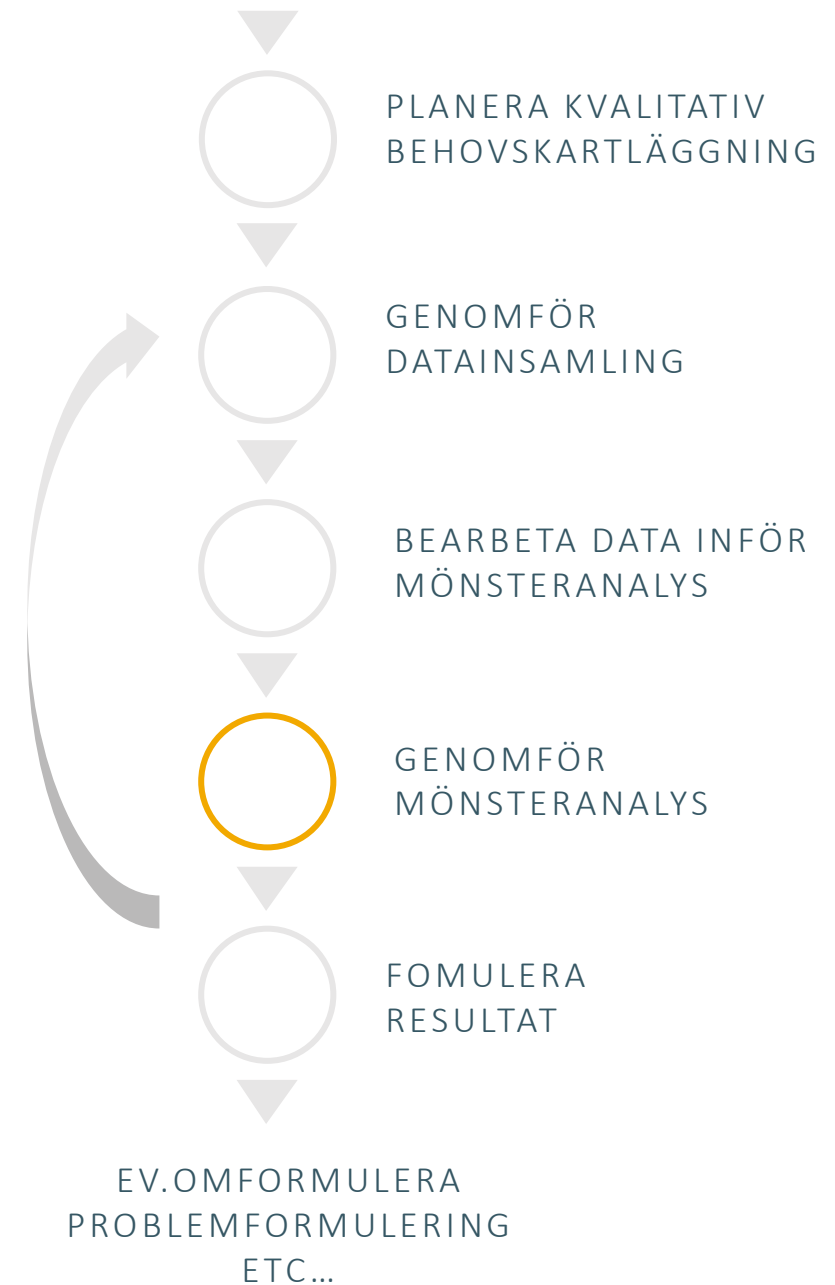 PLANERA KVALITATIV
BEHOVSKARTLÄGGNING
GENOMFÖR
DATAINSAMLING
BEARBETA DATA INFÖR
MÖNSTERANALYS
GENOMFÖR
MÖNSTERANALYS
FOMULERA
RESULTAT
EV.OMFORMULERA
PROBLEMFORMULERING
ETC…